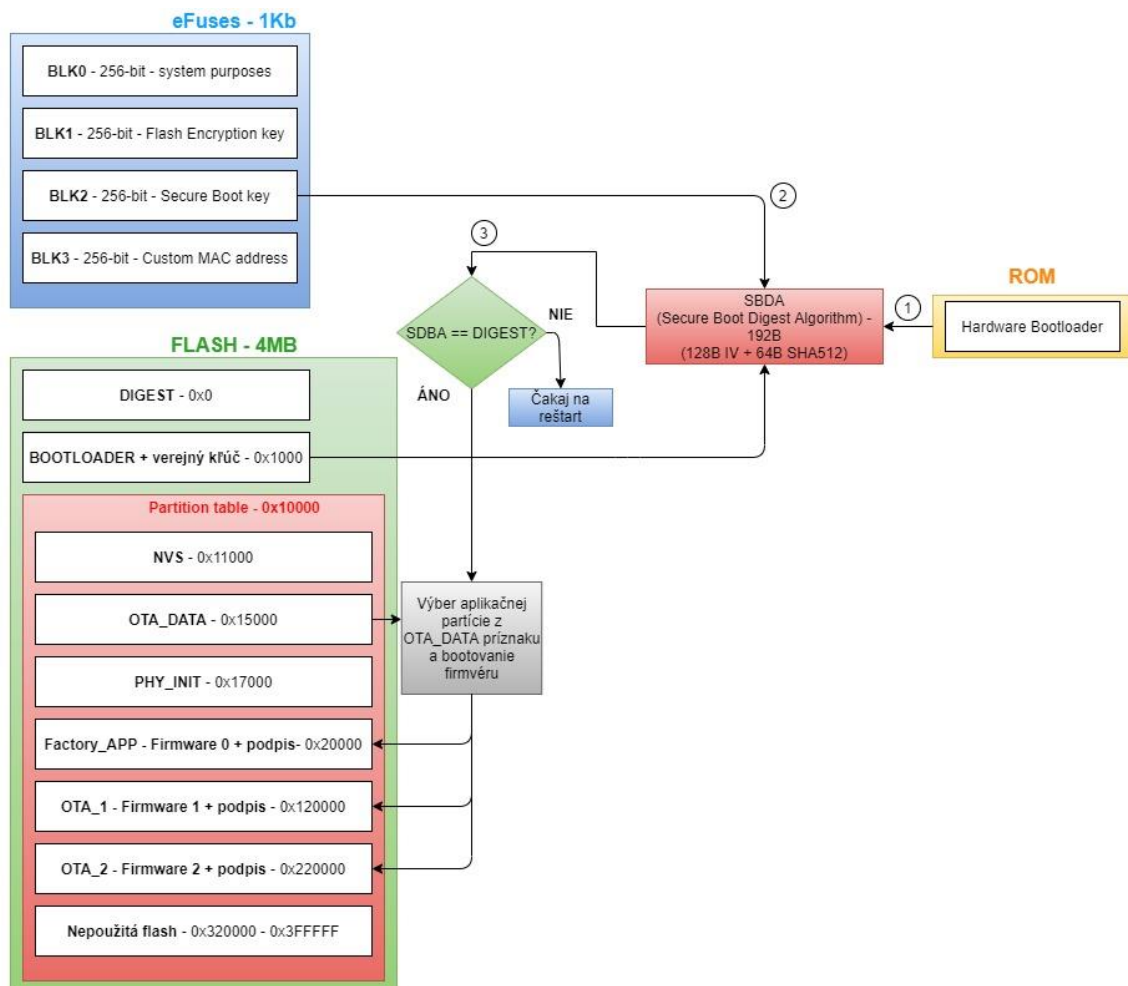 eFuses - 1Kb
BLK0 - 256-bit - system purposes
BLK1 - 256-bit - Flash Encryption key
BLK2 - 256-bit - Secure Boot key
BLK3 - 256-bit - Custom MAC address
2
3
ROM
1
Hardware Bootloader
SBDA
(Secure Boot Digest Algorithm) -
192B
(128B IV + 64B SHA512)
SDBA == DIGEST?
NIE
ÁNO
Čakaj na
reštart
FLASH - 4MB
DIGEST - 0x0
BOOTLOADER + verejný kľúč - 0x1000
Partition table - 0x10000
NVS - 0x11000
OTA_DATA - 0x15000
PHY_INIT - 0x17000
Factory_APP - Firmware 0 + podpis- 0x20000
OTA_1 - Firmware 1 + podpis - 0x120000
OTA_2 - Firmware 2 + podpis - 0x220000
Nepoužitá flash - 0x320000 - 0x3FFFFF
Výber aplikačnej
partície z
OTA_DATA príznaku
a bootovanie
firmvéru